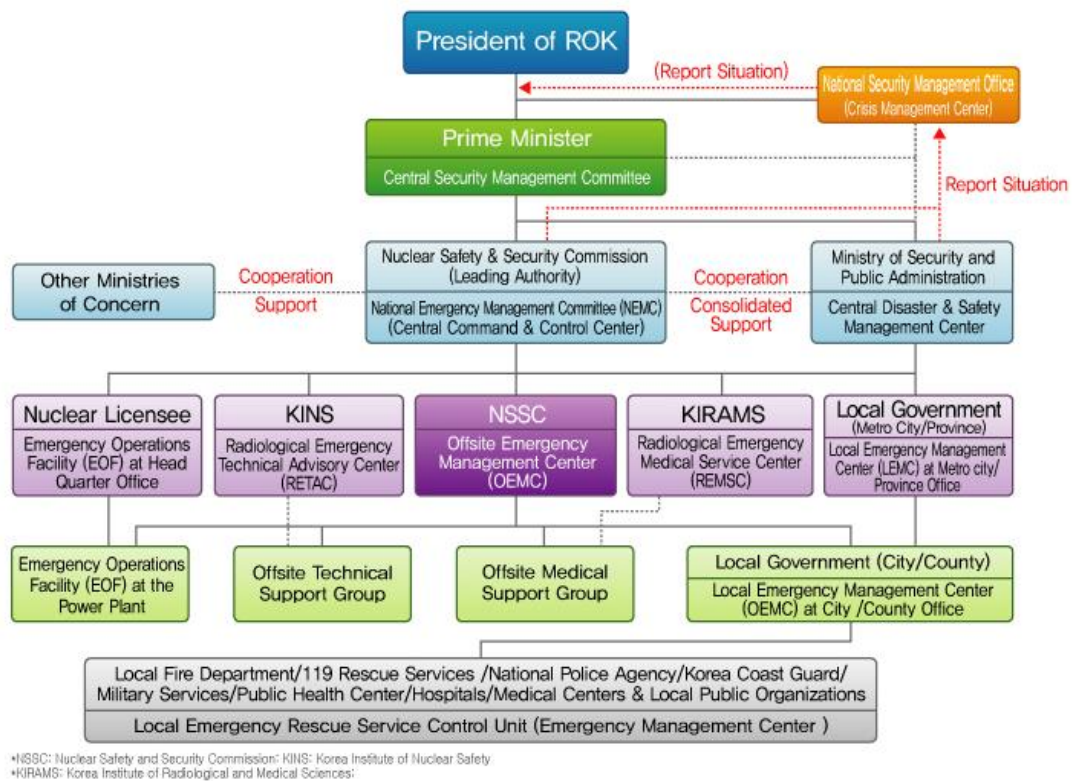 President of ROK
(Report Situation)
National Security Management Office
(Crisis Management Center)
Prime Minister
Central Security Management Committee
Report Situation
Other Ministries
of Concern
Cooperation
Support
Nuclear Safety & Security Commission
(Leading Authority)
National Emergency Management Committee (NEMC)
(Central Command & Control Center)
Cooperation
Consolidated
Support
Ministry of Security and
Public Administration
Central Disaster & Safety
Management Center
Nuclear Licensee
Emergency Operations
Facility (EOF) at Head
Quarter Office
KINS
Radiological Emergency
Technical Advisory Center
(RETAC)
NSSC
Offsite Emergency
Management Center
(OEMC)
KIRAMS
Radiological Emergency
Medical Service Center
(REMSC)
Local Government
(Metro City/Province)
Local Emergency Management
Center (LEMC) at Metro city/
Province Office
Emergency Operations
Facility (EOF) at the
Power Plant
Offsite Technical
Support Group
Offsite Medical
Support Group
Local Government (City/County)
Local Emergency Management Center
(OEMC) at City /County Office
Local Fire Department/119 Rescue Services /National Police Agency/Korea Coast Guard/
Military Services/Public Health Center/Hospitals/Medical Centers & Local Public Organizations
Local Emergency Rescue Service Control Unit (Emergency Management Center )
*NSSC: Nuclear Safety and Security Commission; KINS: Korea Institute of Nuclear Safety
*KIRAMS: Korea Institute of Radiological and Medical Sciences;